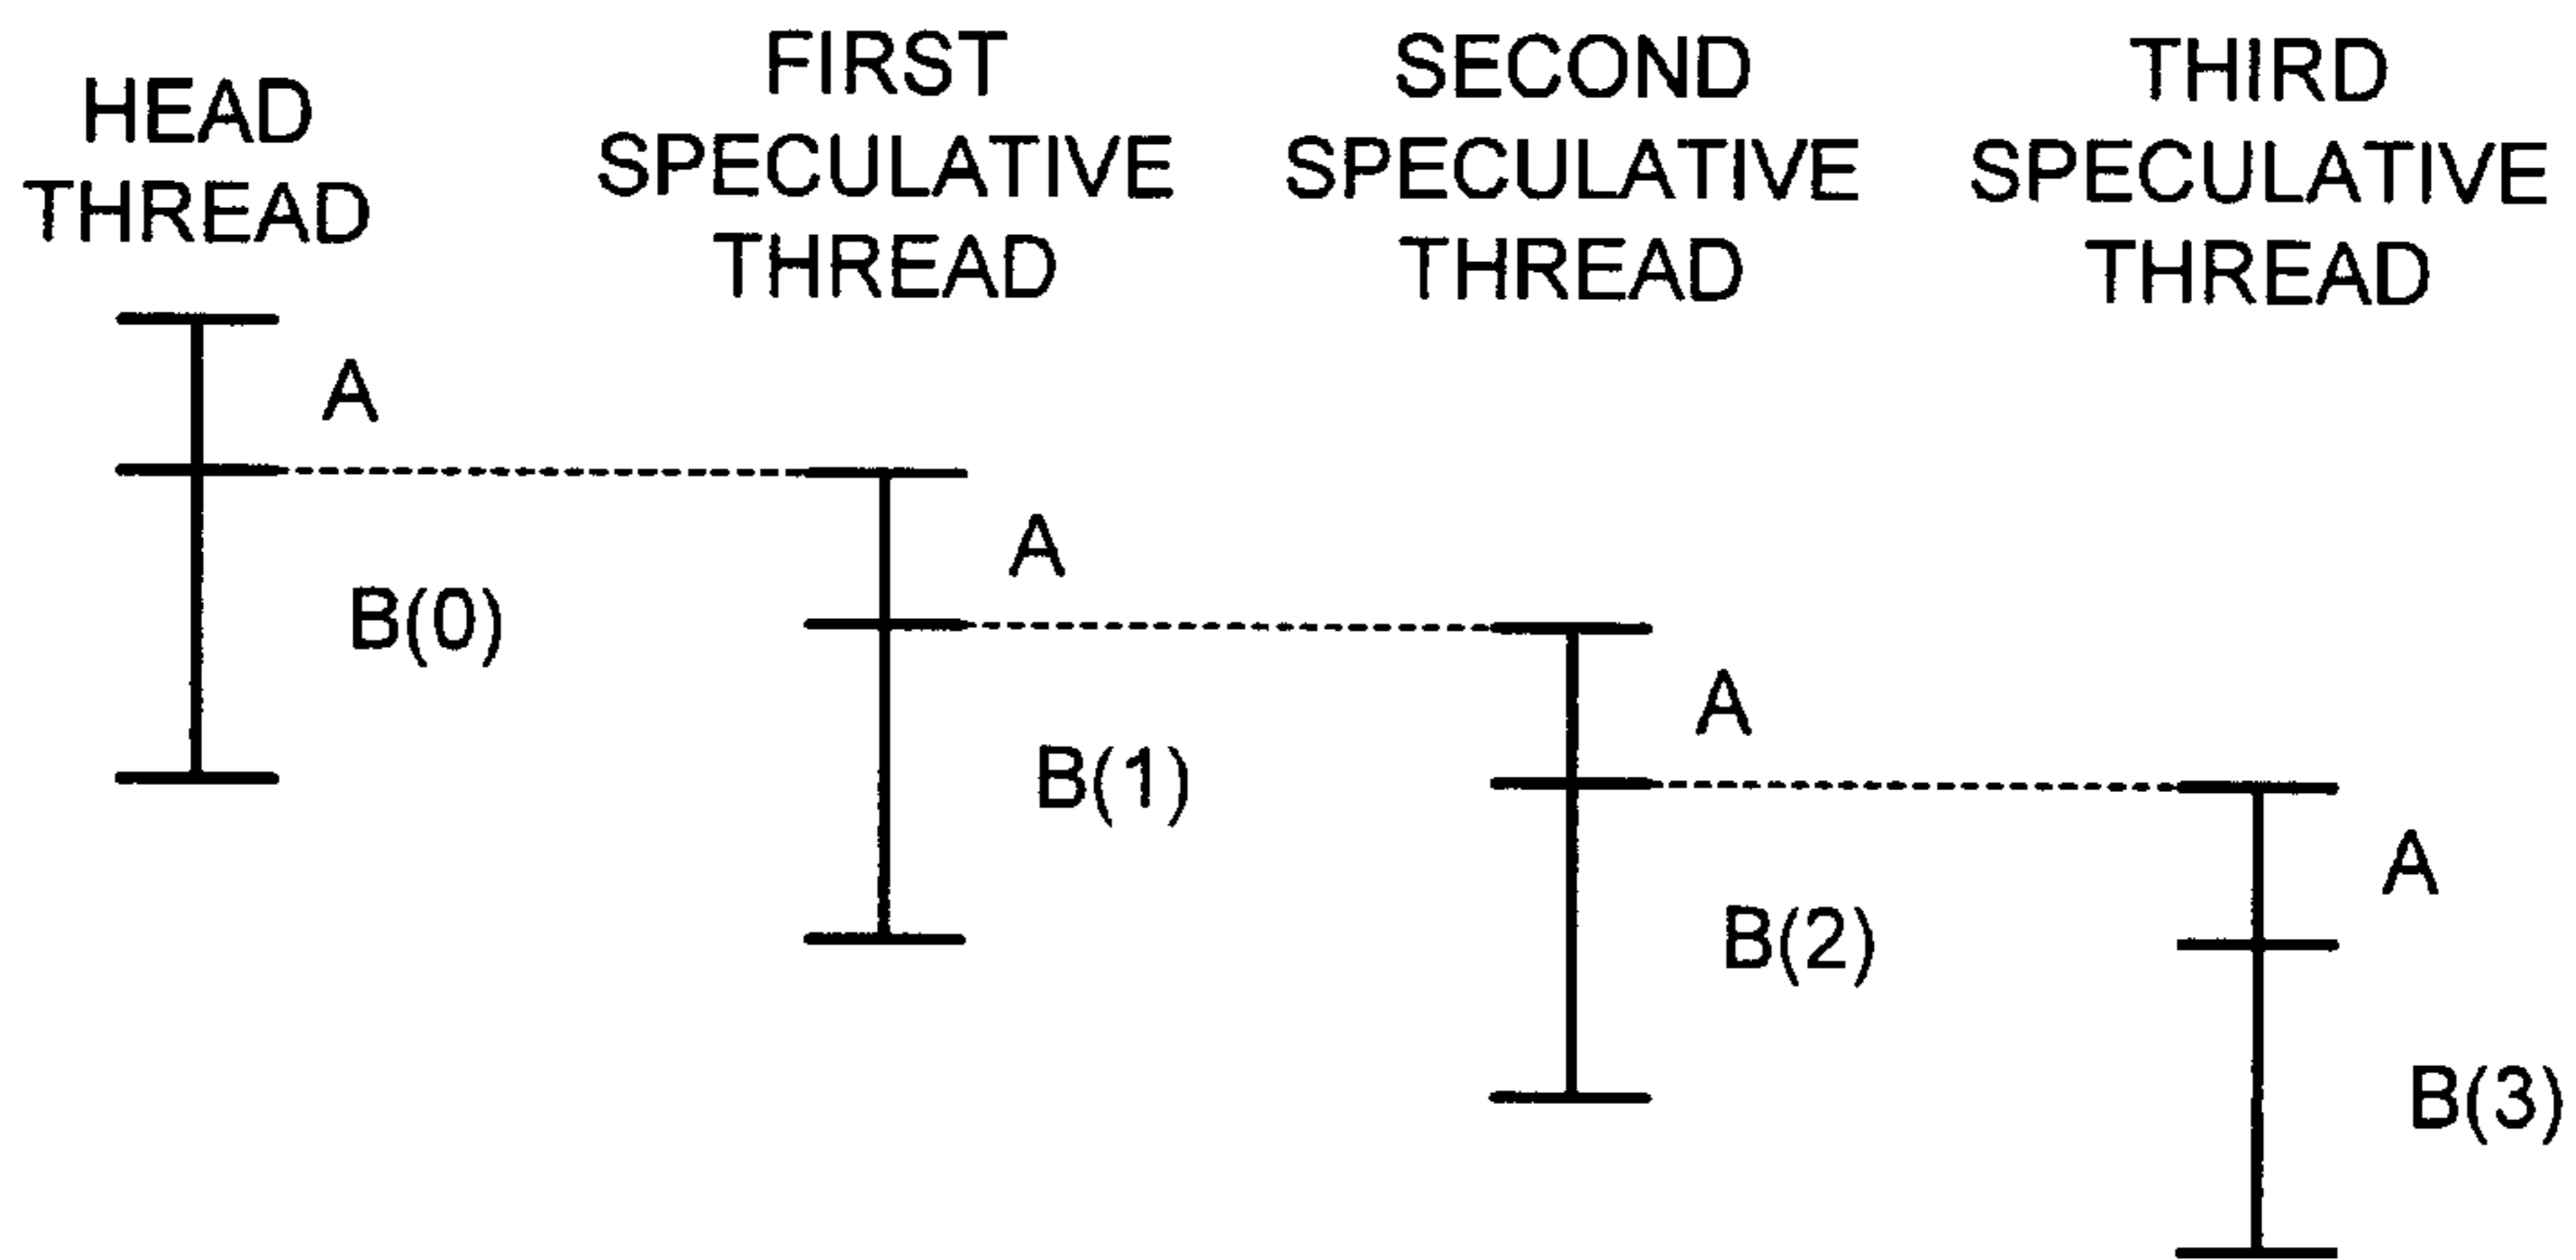 HEAD
THREAD
FIRST
SPECULATIVE
THREAD
SECOND
SPECULATIVE
THREAD
THIRD
SPECULATIVE
THREAD
A
B(0)
A
B(1)
A
B(2)
A
B(3)